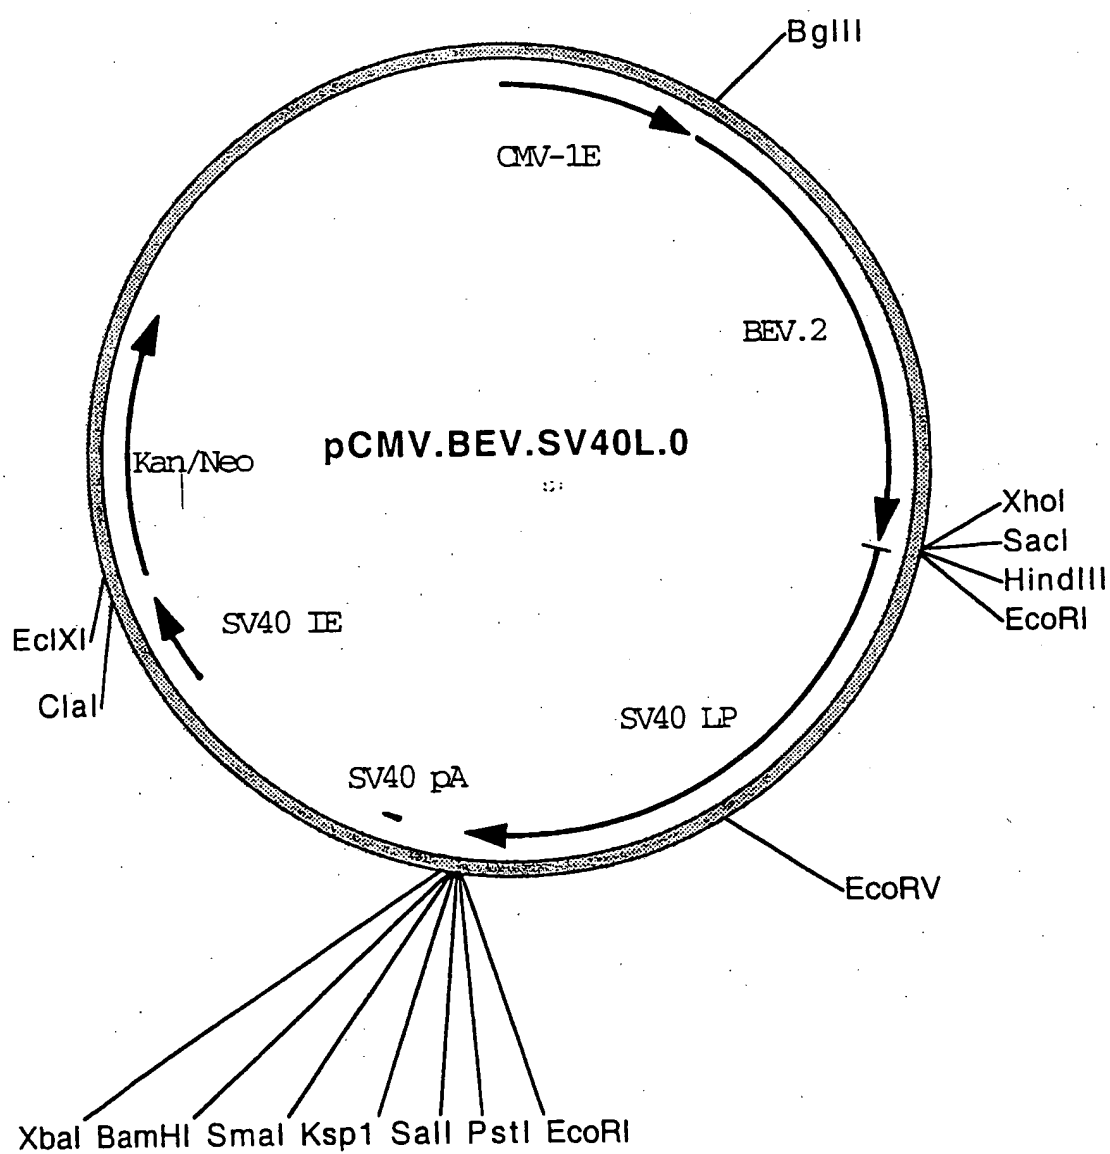 BglII
CMV-1E
BEV.2
pCMV.BEV.SV40L.0
Kan/Neo
XhoI
SacI
HindIII
EcoRI
SV40 IE
EclXI
ClaI
SV40 LP
SV40 pA
EcoRV
XbaI BamHI SmaI Ksp1 SalI PstI EcoRI